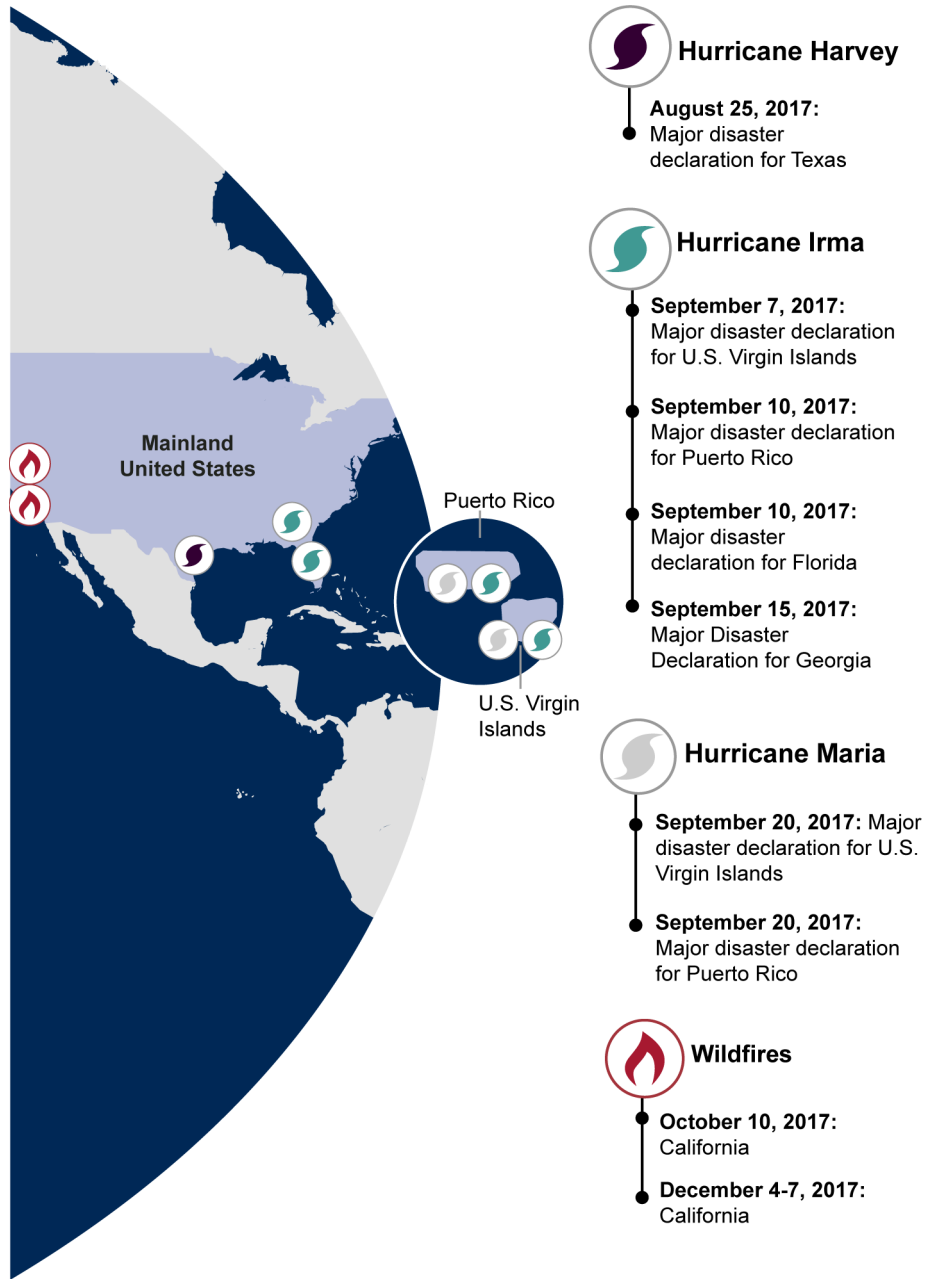 Mainland
United States
Puerto Rico
U.S. Virgin
Islands
Hurricane Harvey
August 25, 2017:
Major disaster
declaration for Texas
Hurricane Irma
September 7, 2017:
Major disaster declaration
for U.S. Virgin Islands
September 10, 2017:
Major disaster declaration
for Puerto Rico
September 10, 2017:
Major disaster
declaration for Florida
September 15, 2017:
Major Disaster
Declaration for Georgia
Hurricane Maria
September 20, 2017: Major
disaster declaration for U.S.
Virgin Islands
September 20, 2017:
Major disaster declaration
for Puerto Rico
Wildfires
October 10, 2017:
California
December 4-7, 2017:
California